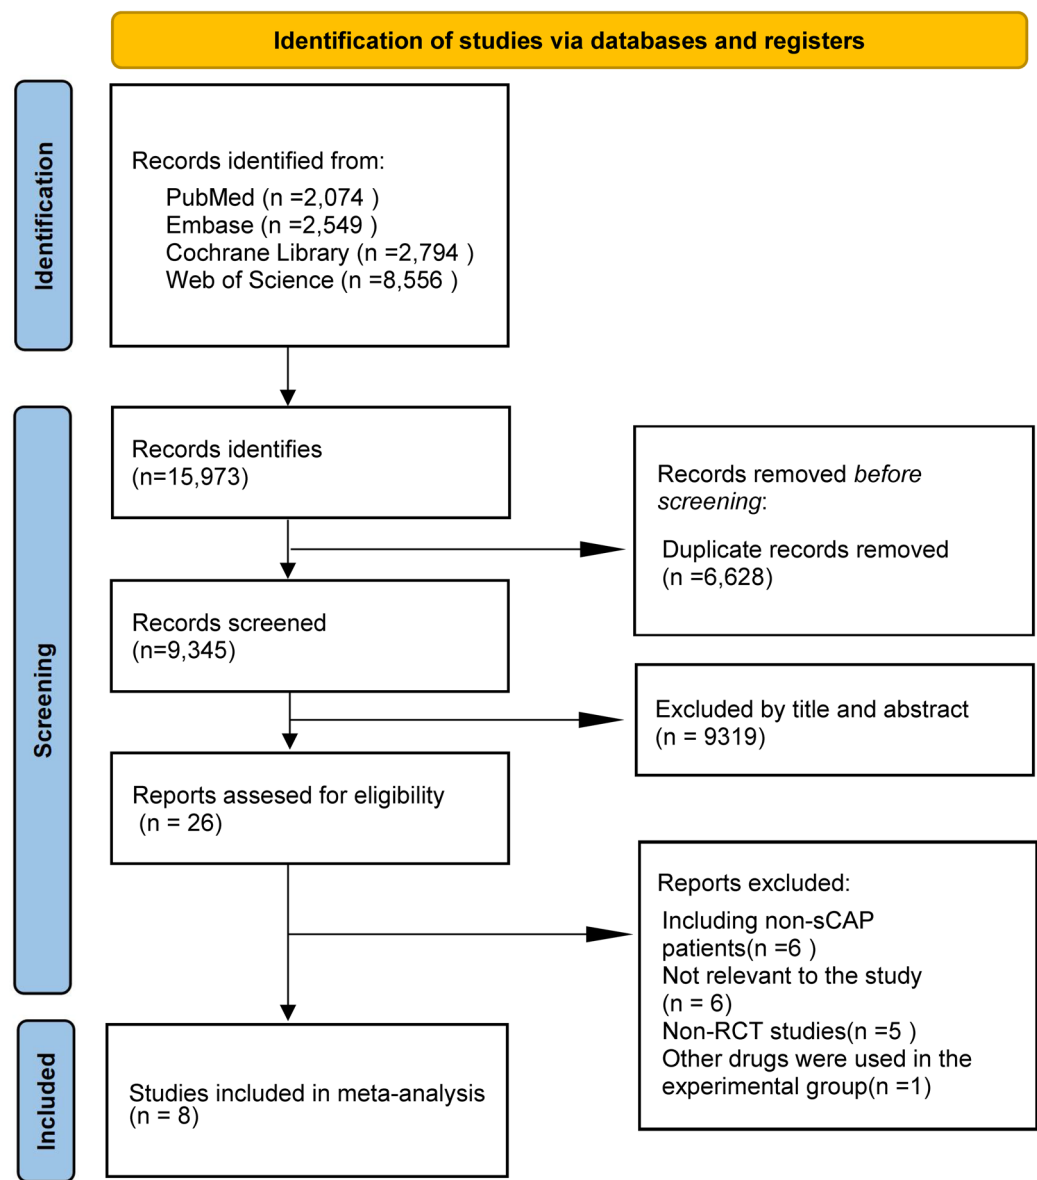 Identification of studies via databases and registers
Identification
Records identified from:
PubMed (n =2,074 )
Embase (n =2,549 )
Cochrane Library (n =2,794 )
Web of Science (n =8,556 )
Screening
Records identifies
(n=15,973)
Records removed before
screening:
Duplicate records removed
(n =6,628)
Records screened
(n=9,345)
Excluded by title and abstract
(n = 9319)
Reports assesed for eligibility
(n = 26)
Reports excluded:
Including non-sCAP
patients(n =6 )
Not relevant to the study
(n = 6)
Non-RCT studies(n =5 )
Other drugs were used in the
experimental group(n =1)
Included
Studies included in meta-analysis
(n = 8)